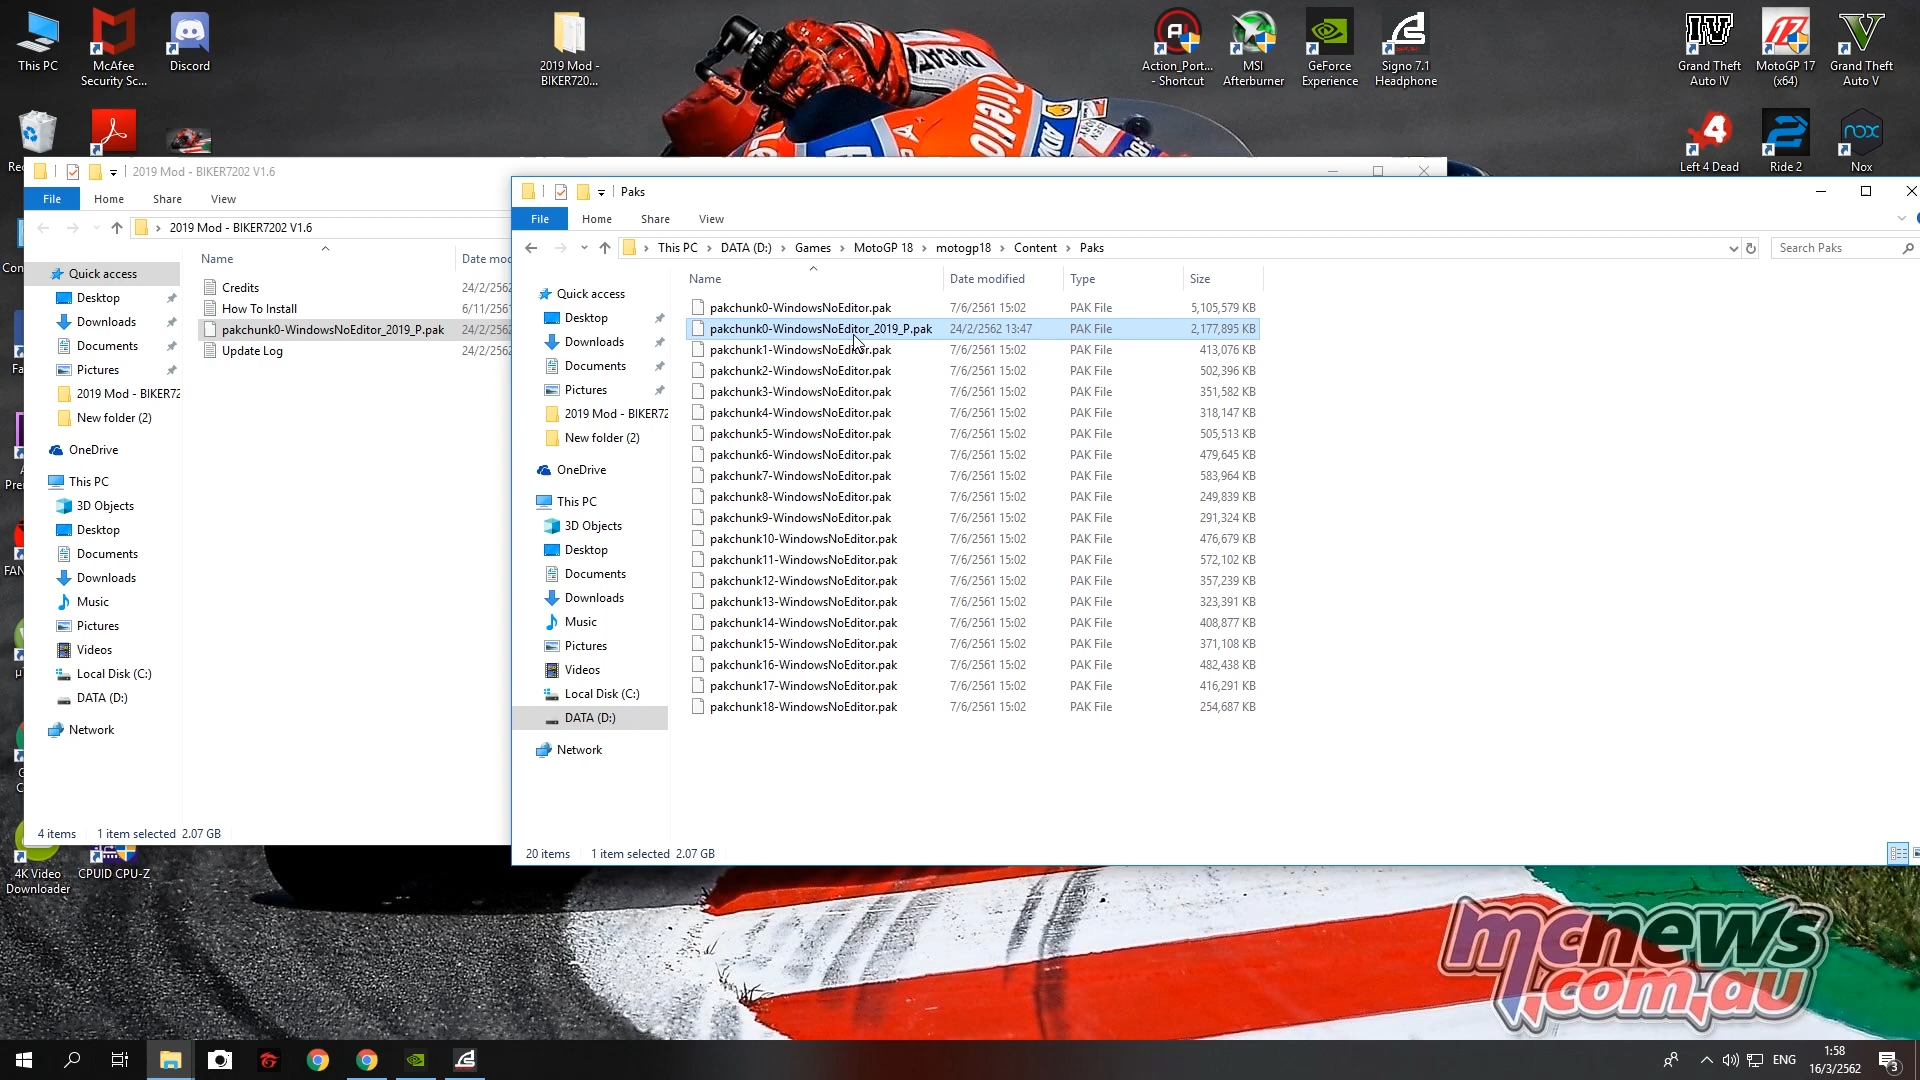 This PC
McAfee
Security Sc...
Discord
2019 Mod -
BIKER720...
Action_Port...
- Shortcut
MSI
Afterburner
GeForce
Experience
Signo 7.1
Headphone
Grand Theft
Auto IV
MotoGP 17
(x64)
Grand Theft
Auto V
Left 4 Dead
Ride 2
Nox
2019 Mod - BIKER7202 V1.6
File Home Share View
2019 Mod - BIKER7202 V1.6
Name Date mo
Quick access
Desktop
Downloads
Documents
Pictures
2019 Mod - BIKER72
New folder (2)
OneDrive
This PC
3D Objects
Desktop
Documents
Downloads
Music
Pictures
Videos
Local Disk (C:)
DATA (D:)
Network
Credits 24/2/2562
How To Install 6/11/2561
pakchunk0-WindowsNoEditor_2019_P.pak 24/2/2562
Update Log 24/2/2562
4 items 1 item selected 2.07 GB
Paks
File Home Share View
This PC > DATA (D:) > Games > MotoGP 18 > motogp18 > Content > Paks
Search Paks
Quick access
Desktop
Downloads
Documents
Pictures
2019 Mod - BIKER72
New folder (2)
OneDrive
This PC
3D Objects
Desktop
Documents
Downloads
Music
Pictures
Videos
Local Disk (C:)
DATA (D:)
Network
Name Date modified Type Size
pakchunk0-WindowsNoEditor.pak 7/6/2561 15:02 PAK File 5,105,579 KB
pakchunk0-WindowsNoEditor_2019_P.pak 24/2/2562 13:47 PAK File 2,177,895 KB
pakchunk1-WindowsNoEditor.pak 7/6/2561 15:02 PAK File 413,076 KB
pakchunk2-WindowsNoEditor.pak 7/6/2561 15:02 PAK File 502,396 KB
pakchunk3-WindowsNoEditor.pak 7/6/2561 15:02 PAK File 351,582 KB
pakchunk4-WindowsNoEditor.pak 7/6/2561 15:02 PAK File 318,147 KB
pakchunk5-WindowsNoEditor.pak 7/6/2561 15:02 PAK File 505,513 KB
pakchunk6-WindowsNoEditor.pak 7/6/2561 15:02 PAK File 479,645 KB
pakchunk7-WindowsNoEditor.pak 7/6/2561 15:02 PAK File 583,964 KB
pakchunk8-WindowsNoEditor.pak 7/6/2561 15:02 PAK File 249,839 KB
pakchunk9-WindowsNoEditor.pak 7/6/2561 15:02 PAK File 291,324 KB
pakchunk10-WindowsNoEditor.pak 7/6/2561 15:02 PAK File 476,679 KB
pakchunk11-WindowsNoEditor.pak 7/6/2561 15:02 PAK File 572,102 KB
pakchunk12-WindowsNoEditor.pak 7/6/2561 15:02 PAK File 357,239 KB
pakchunk13-WindowsNoEditor.pak 7/6/2561 15:02 PAK File 323,391 KB
pakchunk14-WindowsNoEditor.pak 7/6/2561 15:02 PAK File 408,877 KB
pakchunk15-WindowsNoEditor.pak 7/6/2561 15:02 PAK File 371,108 KB
pakchunk16-WindowsNoEditor.pak 7/6/2561 15:02 PAK File 482,438 KB
pakchunk17-WindowsNoEditor.pak 7/6/2561 15:02 PAK File 416,291 KB
pakchunk18-WindowsNoEditor.pak 7/6/2561 15:02 PAK File 254,687 KB
20 items 1 item selected 2.07 GB
4K Video
Downloader
CPUID CPU-Z
mcnews
.com.au
ENG
1:58
16/3/2562
3